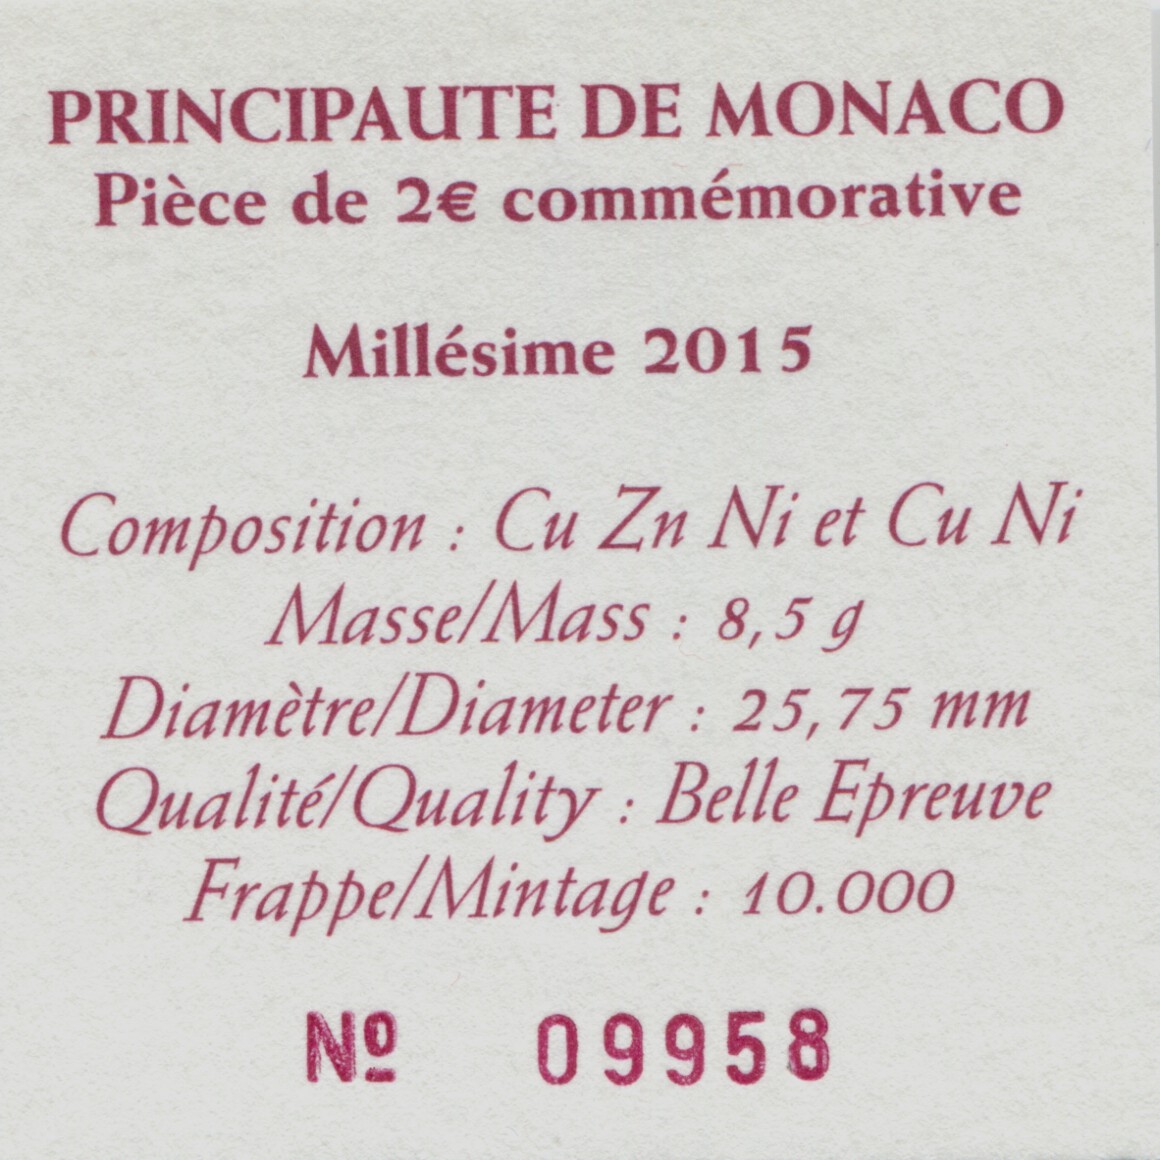 PRINCIPAUTE DE MONACO
Pièce de 2€ commémorative
Millésime 2015
Composition : Cu Zn Ni et Cu Ni
Masse/Mass : 8,5 g
Diamètre/Diameter : 25,75 mm
Qualité/Quality : Belle Epreuve
Frappe/Mintage : 10.000
Nº 09958